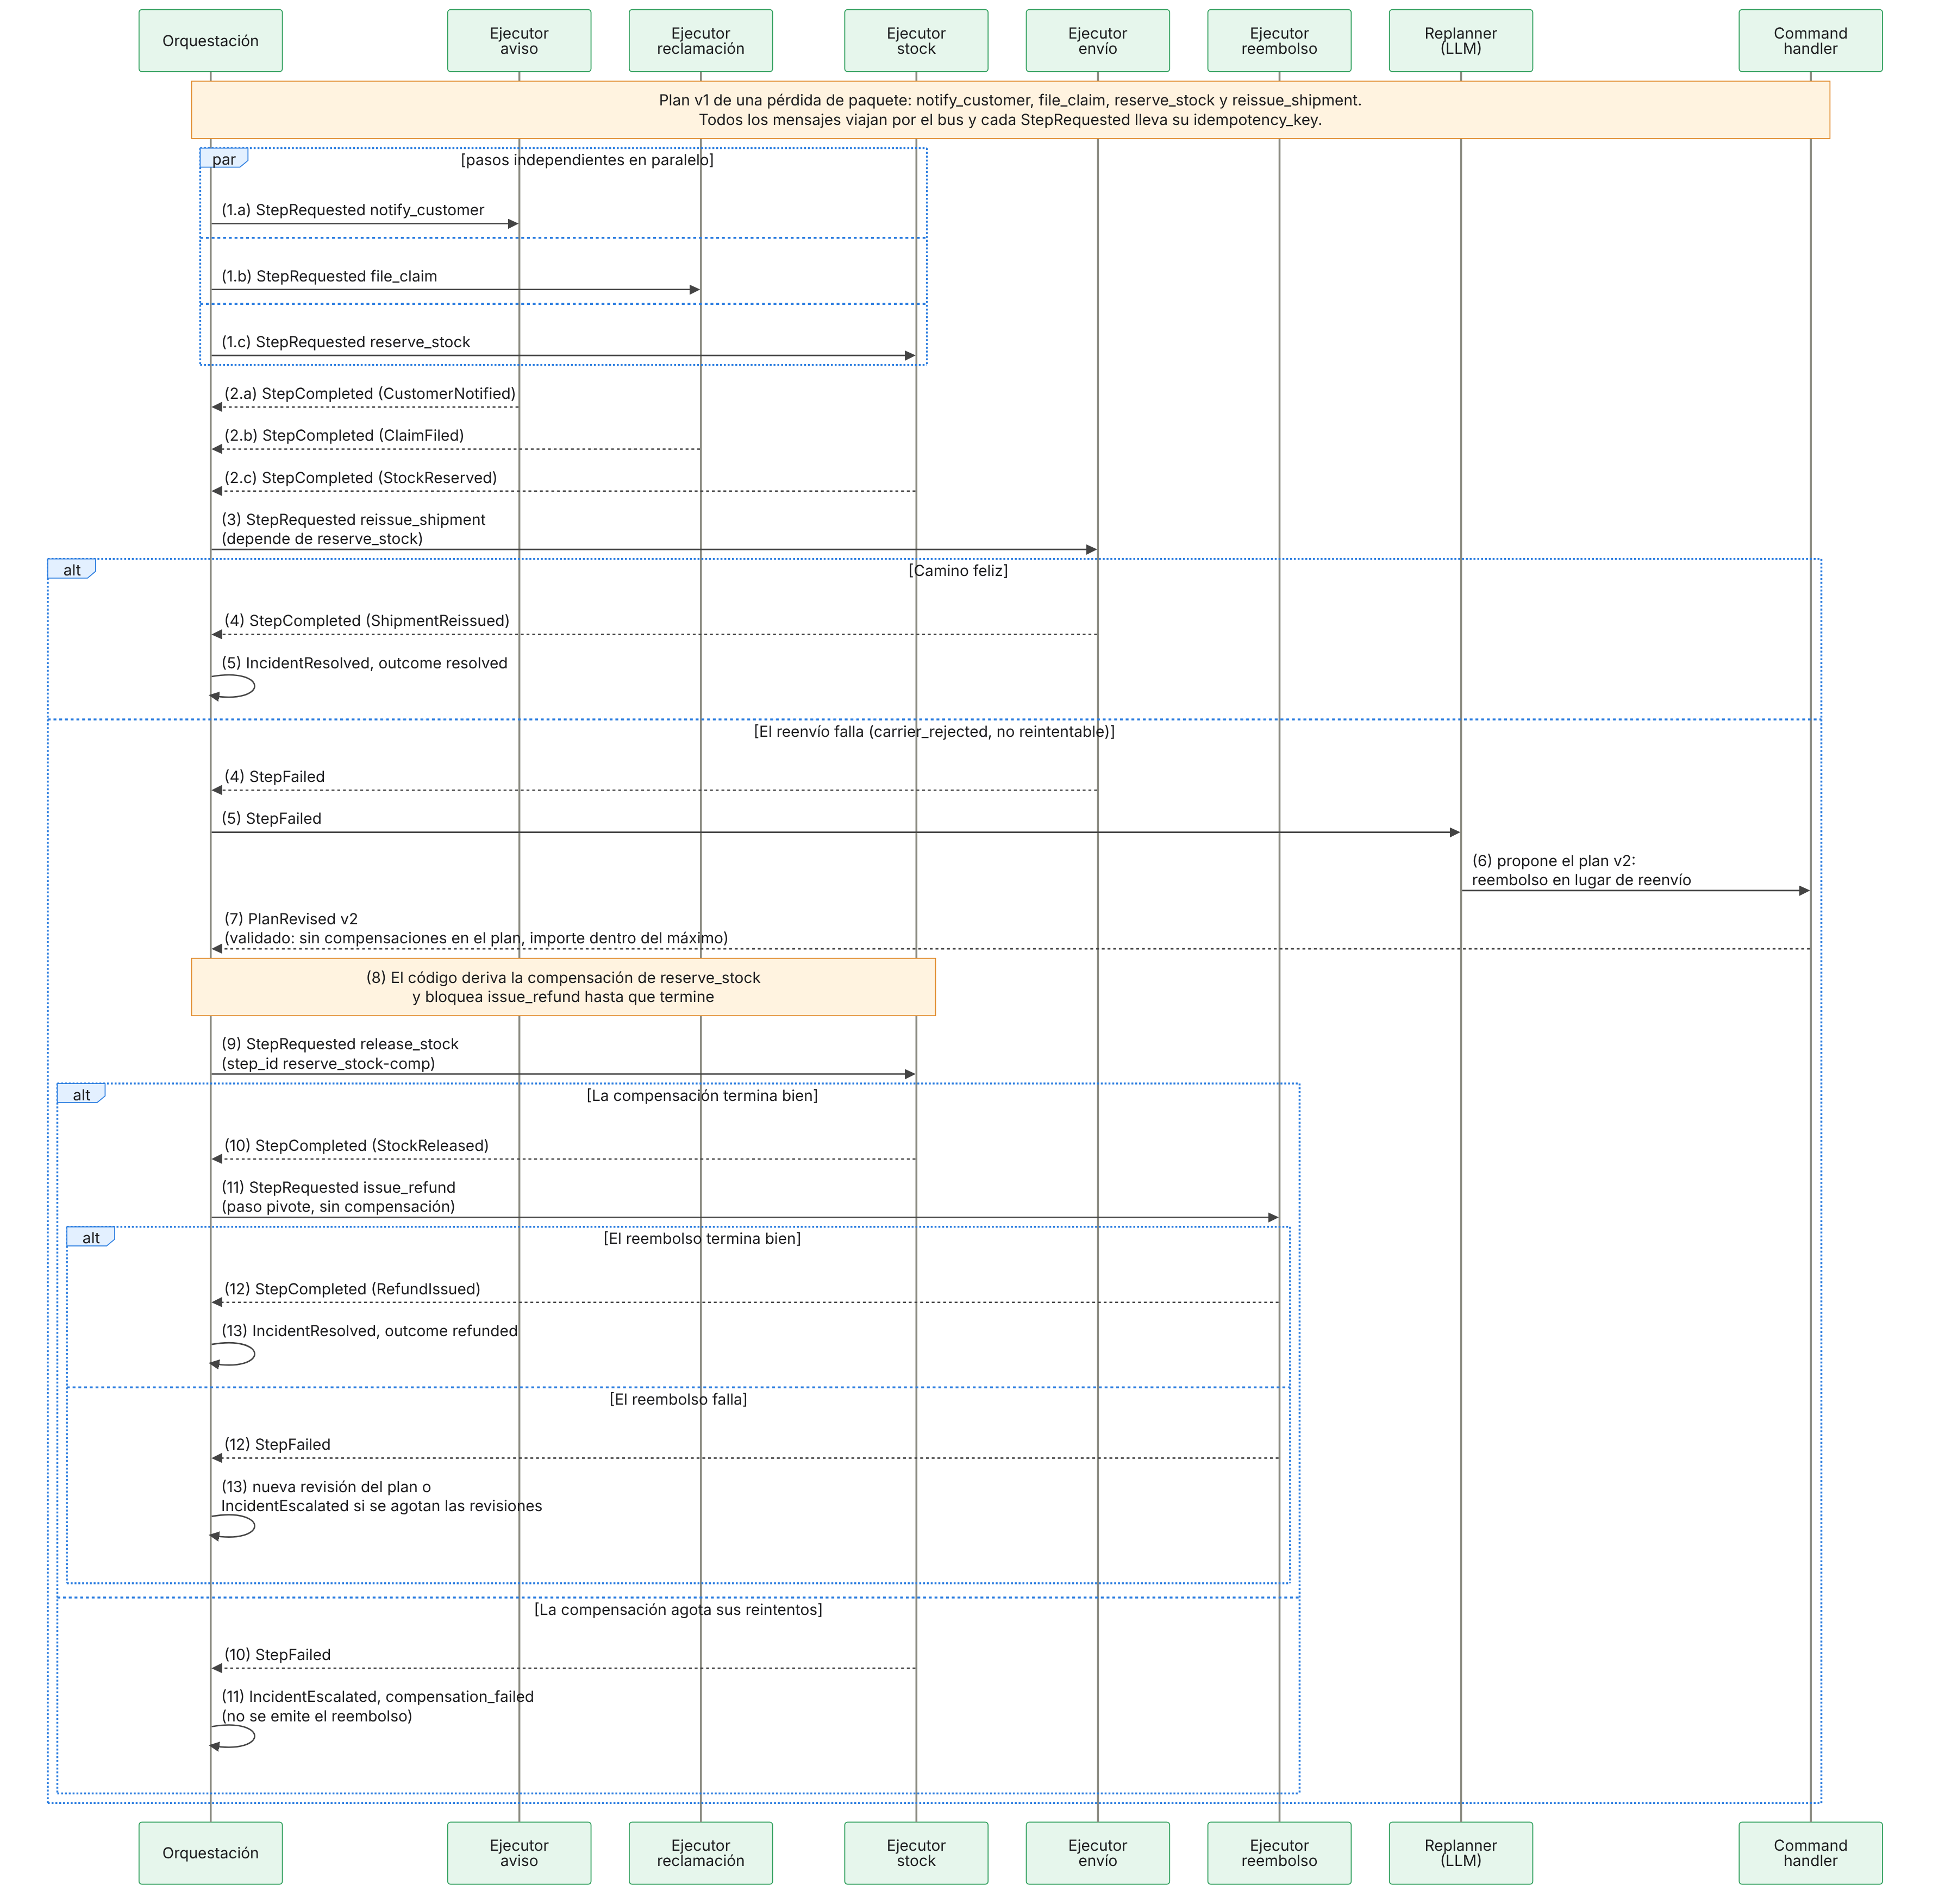 Orquestación
Ejecutor
aviso
Ejecutor
reclamación
Ejecutor
stock
Ejecutor
envío
Ejecutor
reembolso
Replanner
(LLM)
Command
handler
Plan v1 de una pérdida de paquete: notify_customer, file_claim, reserve_stock y reissue_shipment.
Todos los mensajes viajan por el bus y cada StepRequested lleva su idempotency_key.
par
[pasos independientes en paralelo]
(1.a) StepRequested notify_customer
(1.b) StepRequested file_claim
(1.c) StepRequested reserve_stock
(2.a) StepCompleted (CustomerNotified)
(2.b) StepCompleted (ClaimFiled)
(2.c) StepCompleted (StockReserved)
(3) StepRequested reissue_shipment
(depende de reserve_stock)
alt
[Camino feliz]
(4) StepCompleted (ShipmentReissued)
(5) IncidentResolved, outcome resolved
[El reenvío falla (carrier_rejected, no reintentable)]
(4) StepFailed
(5) StepFailed
(6) propone el plan v2:
reembolso en lugar de reenvío
(7) PlanRevised v2
(validado: sin compensaciones en el plan, importe dentro del máximo)
(8) El código deriva la compensación de reserve_stock
y bloquea issue_refund hasta que termine
(9) StepRequested release_stock
(step_id reserve_stock-comp)
alt
[La compensación termina bien]
(10) StepCompleted (StockReleased)
(11) StepRequested issue_refund
(paso pivote, sin compensación)
alt
[El reembolso termina bien]
(12) StepCompleted (RefundIssued)
(13) IncidentResolved, outcome refunded
[El reembolso falla]
(12) StepFailed
(13) nueva revisión del plan o
IncidentEscalated si se agotan las revisiones
[La compensación agota sus reintentos]
(10) StepFailed
(11) IncidentEscalated, compensation_failed
(no se emite el reembolso)
Orquestación
Ejecutor
aviso
Ejecutor
reclamación
Ejecutor
stock
Ejecutor
envío
Ejecutor
reembolso
Replanner
(LLM)
Command
handler